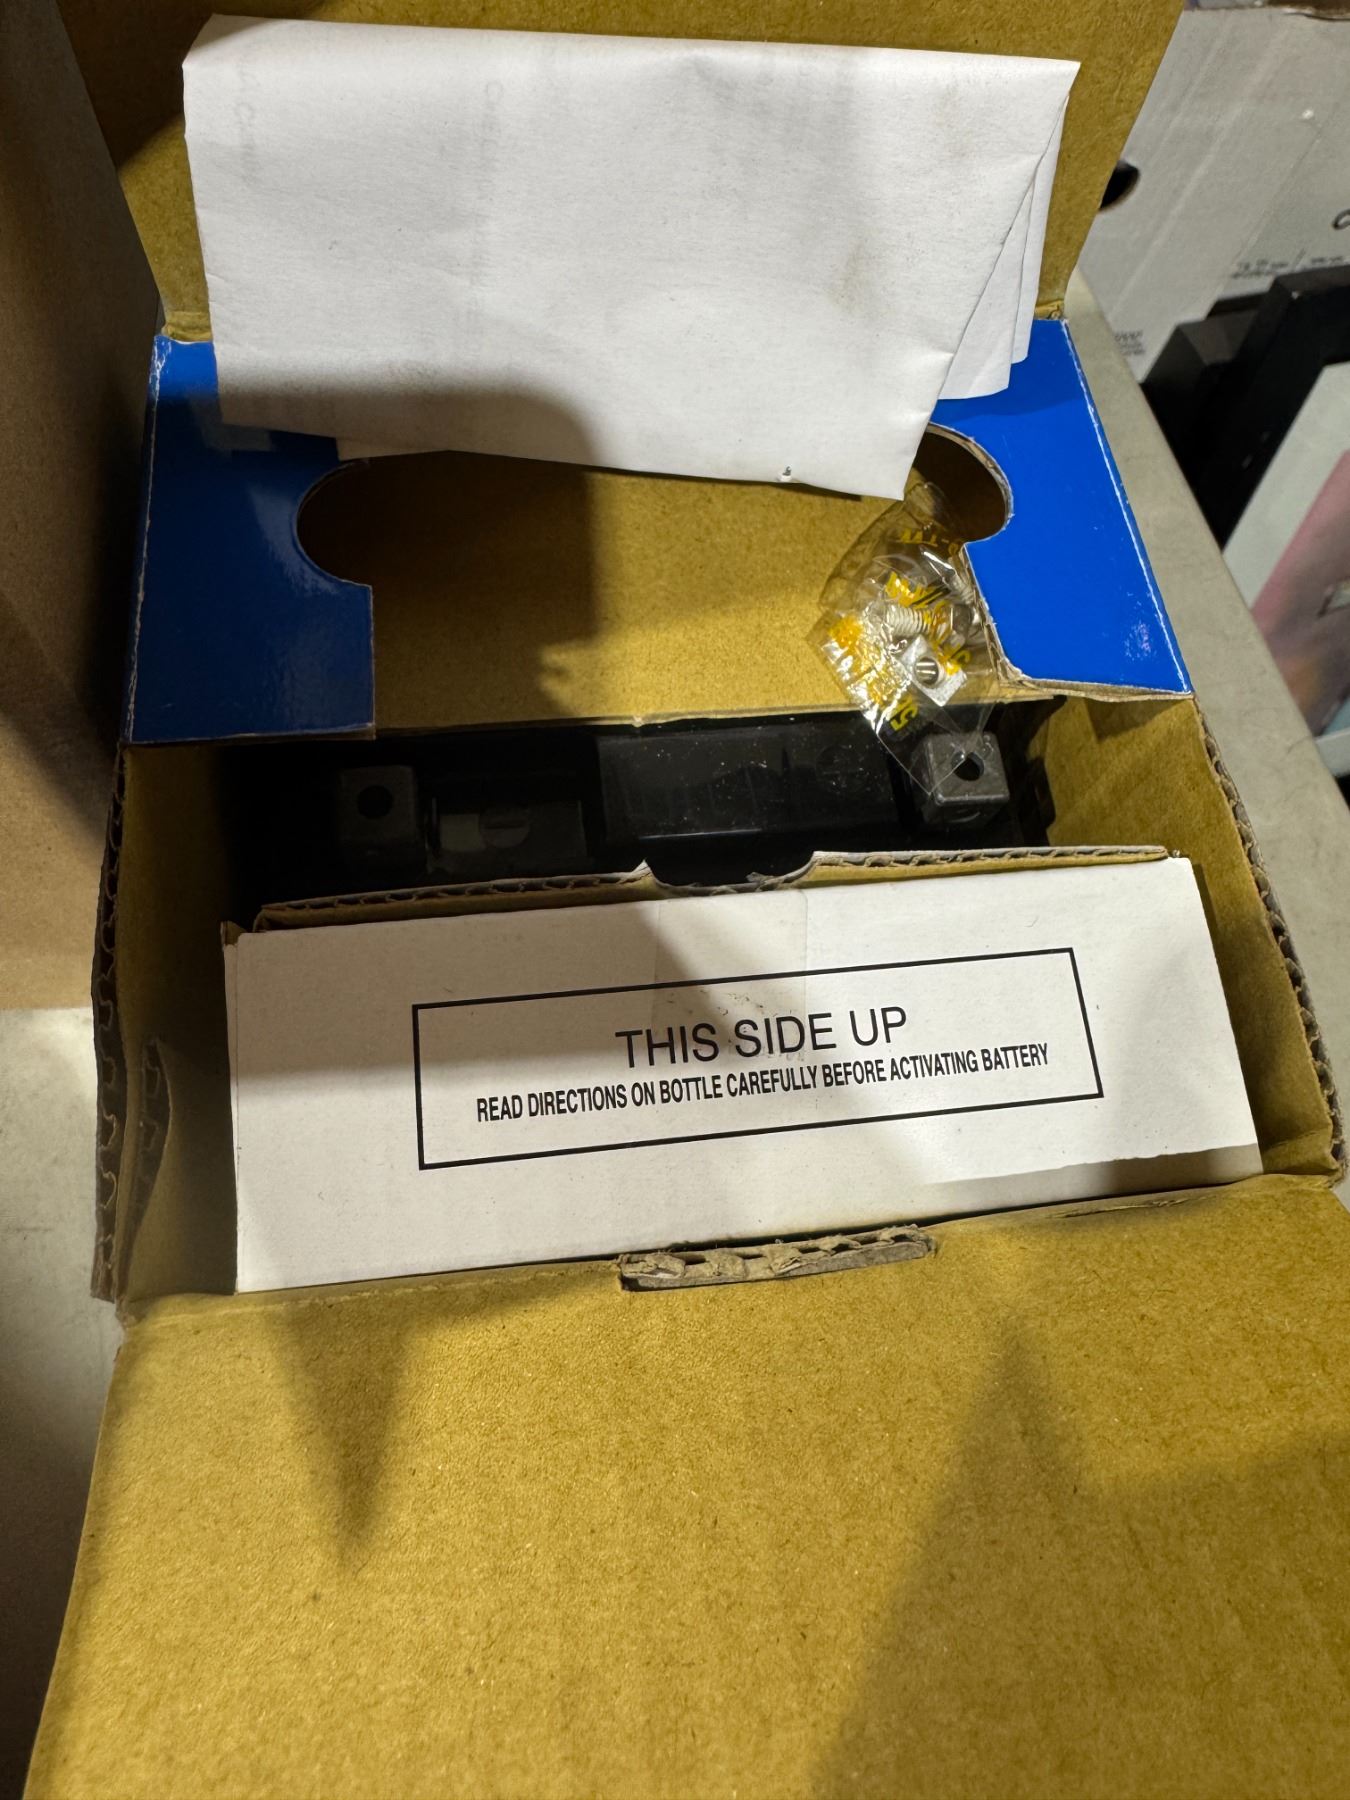 THIS SIDE UP
READ DIRECTIONS ON BOTTLE CAREFULLY BEFORE ACTIVATING BATTERY